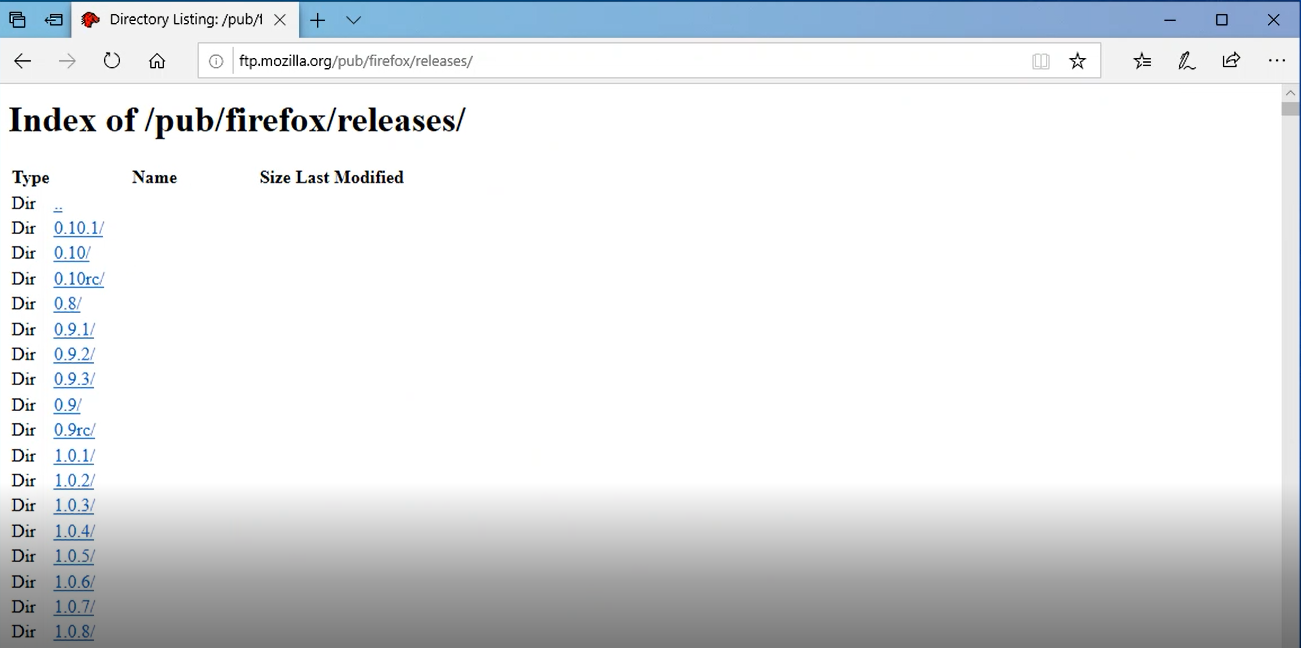 Directory Listing: /pub/f
ftp.mozilla.org/pub/firefox/releases/
Index of /pub/firefox/releases/
Type Name Size Last Modified
Dir ..
Dir 0.10.1/
Dir 0.10/
Dir 0.10rc/
Dir 0.8/
Dir 0.9.1/
Dir 0.9.2/
Dir 0.9.3/
Dir 0.9/
Dir 0.9rc/
Dir 1.0.1/
Dir 1.0.2/
Dir 1.0.3/
Dir 1.0.4/
Dir 1.0.5/
Dir 1.0.6/
Dir 1.0.7/
Dir 1.0.8/